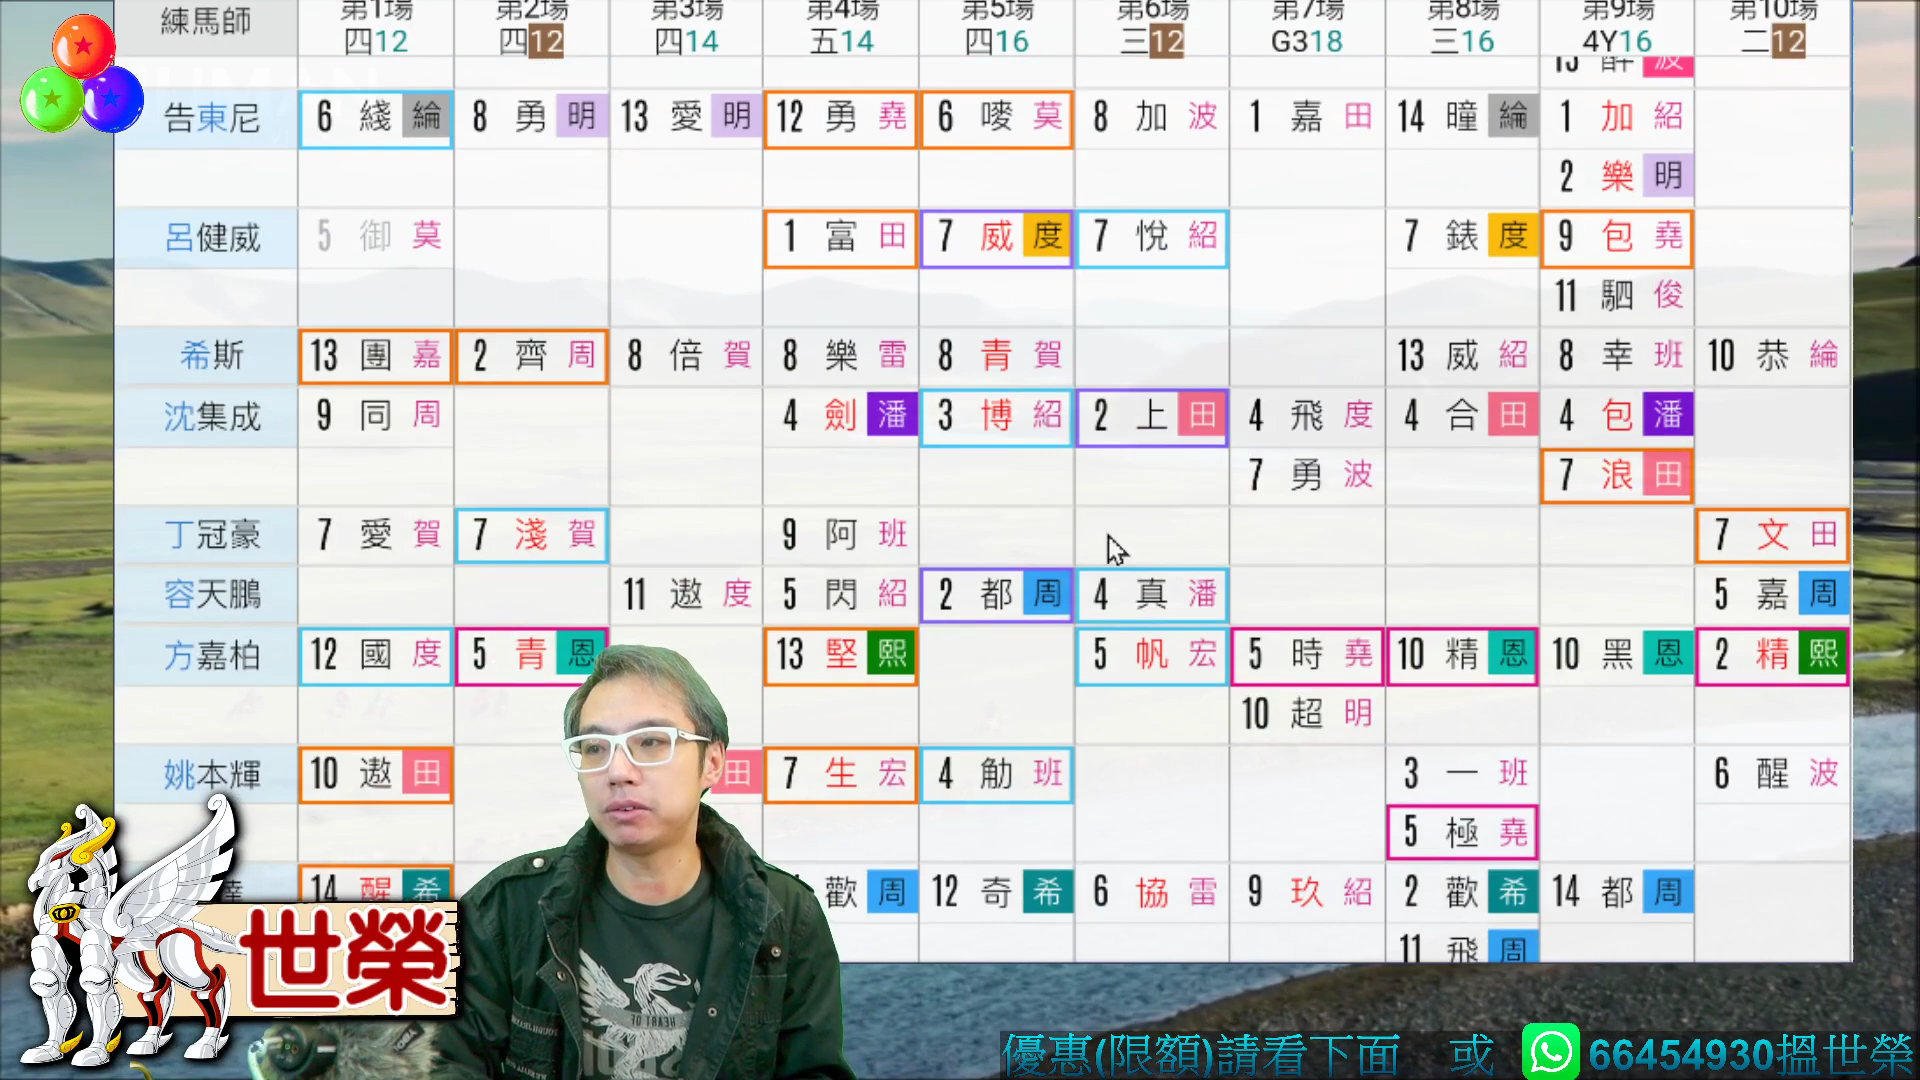 練馬師 第1場 第2場 第3場 第4場 第5場 第6場 第7場 第8場 第9場 第10場
四12 四12 四14 五14 四16 三12 G318 三16 4Y16 二12
告東尼 6 綫 綸 8 勇 明 13 愛 明 12 勇 堯 6 嘜 莫 8 加 波 1 嘉 田 14 瞳 綸 1 加 紹
2 樂 明
呂健威 5 御 莫 1 富 田 7 威 度 7 悅 紹 7 錶 度 9 包 堯
11 駟 俊
希斯 13 團 嘉 2 齊 周 8 倍 賀 8 樂 雷 8 青 賀 13 威 紹 8 幸 班 10 恭 綸
沈集成 9 同 周 4 劍 潘 3 博 紹 2 上 田 4 飛 度 4 合 田 4 包 潘
7 勇 波 7 浪 田
丁冠豪 7 愛 賀 7 淺 賀 9 阿 班 7 文 田
容天鵬 11 遨 度 5 閃 紹 2 都 周 4 真 潘 5 嘉 周
方嘉柏 12 國 度 5 青 恩 13 堅 熙 5 帆 宏 5 時 堯 10 精 恩 10 黑 恩 2 精 熙
10 超 明
姚本輝 10 遨 田 田 7 生 宏 4 勈 班 3 一 班 6 醒 波
5 極 堯
14 醒 希 歡 周 12 奇 希 6 協 雷 9 玖 紹 2 歡 希 14 都 周
11 飛 周
世榮
優惠(限額)請看下面 或 66454930搵世榮